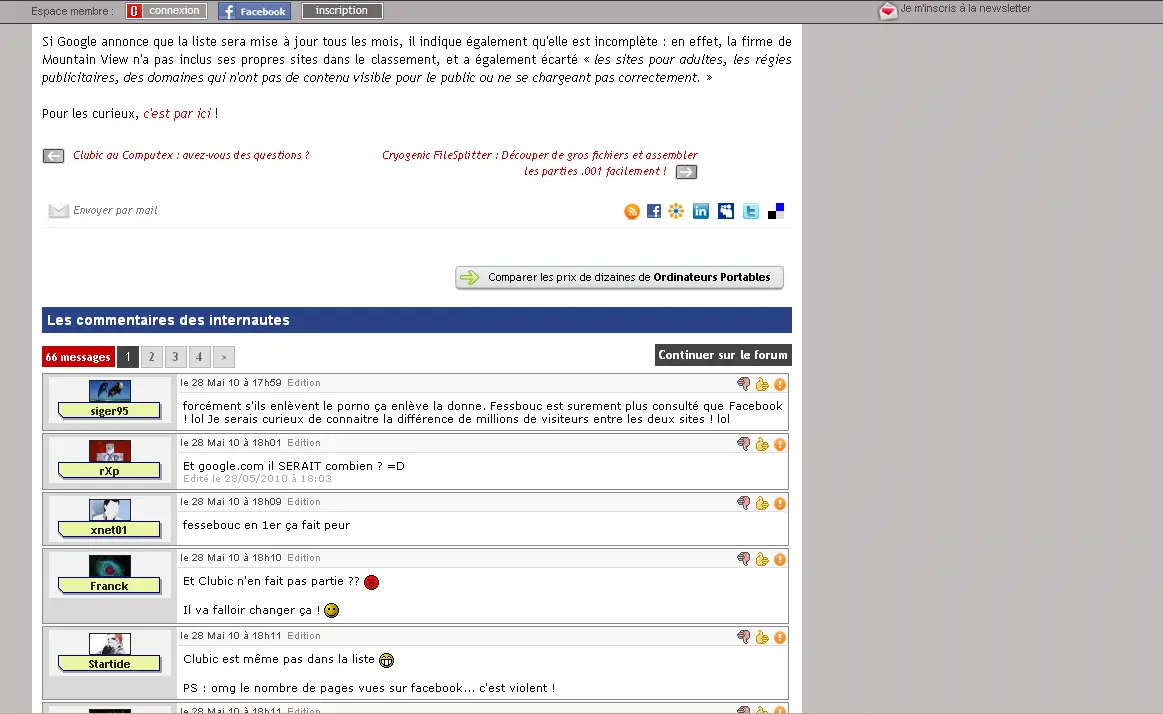 Espace membre : connexion Facebook inscription Je m'inscris à la newsletter
Si Google annonce que la liste sera mise à jour tous les mois, il indique également qu'elle est incomplète : en effet, la firme de
Mountain View n'a pas inclus ses propres sites dans le classement, et a également écarté « les sites pour adultes, les régies
publicitaires, des domaines qui n'ont pas de contenu visible pour le public ou ne se chargeant pas correctement. »
Pour les curieux, c'est par ici !
Clubic au Computex : avez-vous des questions ?
Cryogenic FileSplitter : Découper de gros fichiers et assembler
les parties .001 facilement !
Envoyer par mail
Comparer les prix de dizaines de Ordinateurs Portables
Les commentaires des internautes
66 messages 1 2 3 4 > Continuer sur le forum
le 28 Mai 10 à 17h59 Edition
siger95
forcément s'ils enlèvent le porno ça enlève la donne. Fessbouc est surement plus consulté que Facebook
! lol Je serais curieux de connaitre la différence de millions de visiteurs entre les deux sites ! lol
le 28 Mai 10 à 18h01 Edition
rXp
Et google.com il SERAIT combien ? =D
Edité le 28/05/2010 à 18:03
le 28 Mai 10 à 18h09 Edition
xnet01
fessebouc en 1er ça fait peur
le 28 Mai 10 à 18h10 Edition
Franck
Et Clubic n'en fait pas partie ??
Il va falloir changer ça !
le 28 Mai 10 à 18h11 Edition
Startide
Clubic est même pas dans la liste
PS : omg le nombre de pages vues sur facebook... c'est violent !
le 28 Mai 10 à 18h11 Edition